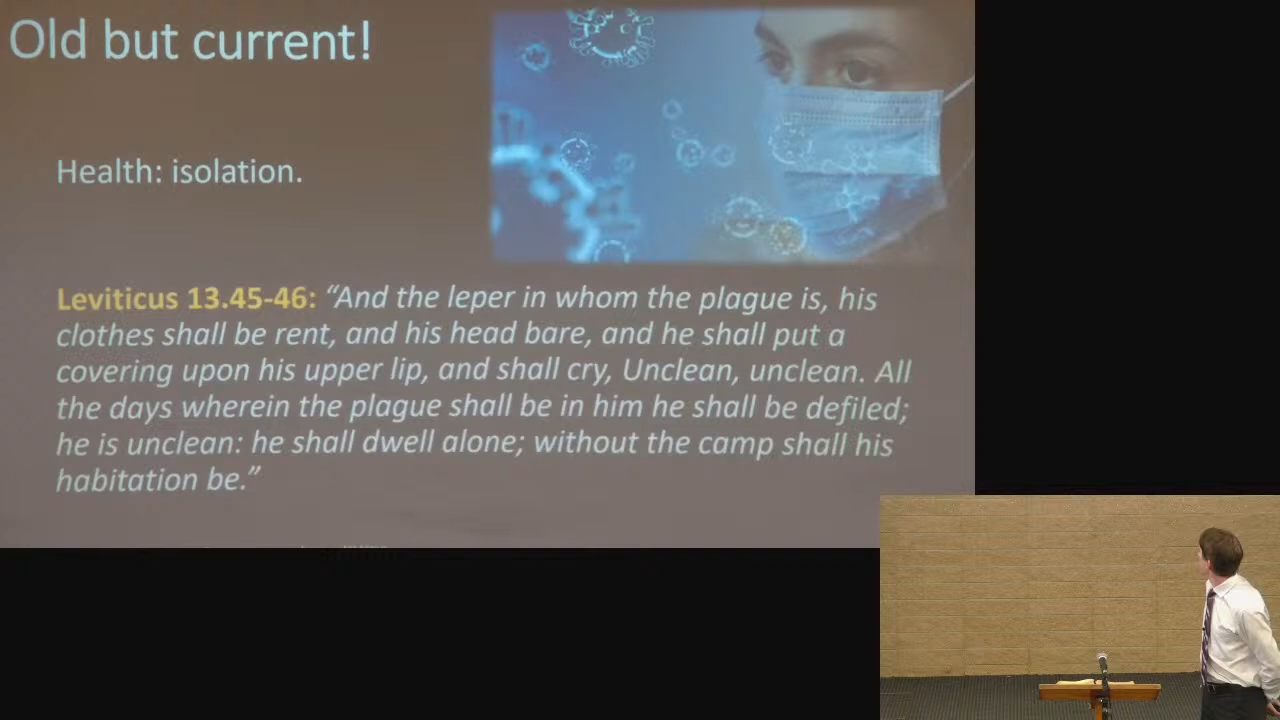 Old but current!
Health: isolation.
Leviticus 13.45-46: “And the leper in whom the plague is, his
clothes shall be rent, and his head bare, and he shall put a
covering upon his upper lip, and shall cry, Unclean, unclean. All
the days wherein the plague shall be in him he shall be defiled;
he is unclean: he shall dwell alone; without the camp shall his
habitation be.”